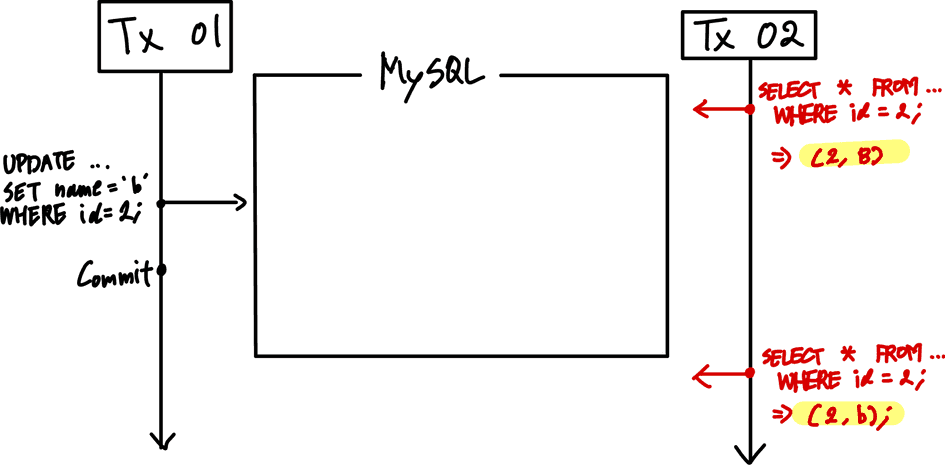 Tx 01
MySQL
Tx 02
SELECT * FROM ...
WHERE id = 2;
=> (2, B)
UPDATE ...
SET name = 'b'
WHERE id = 2;
Commit
SELECT * FROM ...
WHERE id = 2;
=> (2, b);